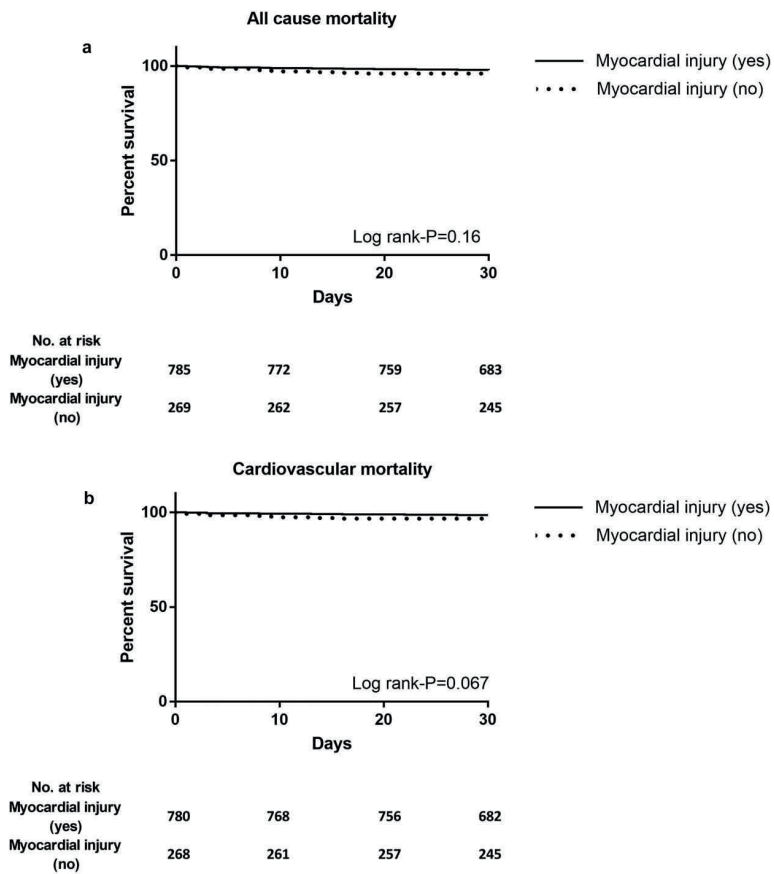 All cause mortality
a
Myocardial injury (yes)
Myocardial injury (no)
Percent survival
100
50
0
Log rank-P=0.16
0 10 20 30
Days
No. at risk
Myocardial injury
(yes)
785 772 759 683
Myocardial injury
(no)
269 262 257 245
Cardiovascular mortality
b
Myocardial injury (yes)
Myocardial injury (no)
Percent survival
100
50
0
Log rank-P=0.067
0 10 20 30
Days
No. at risk
Myocardial injury
(yes)
780 768 756 682
Myocardial injury
(no)
268 261 257 245